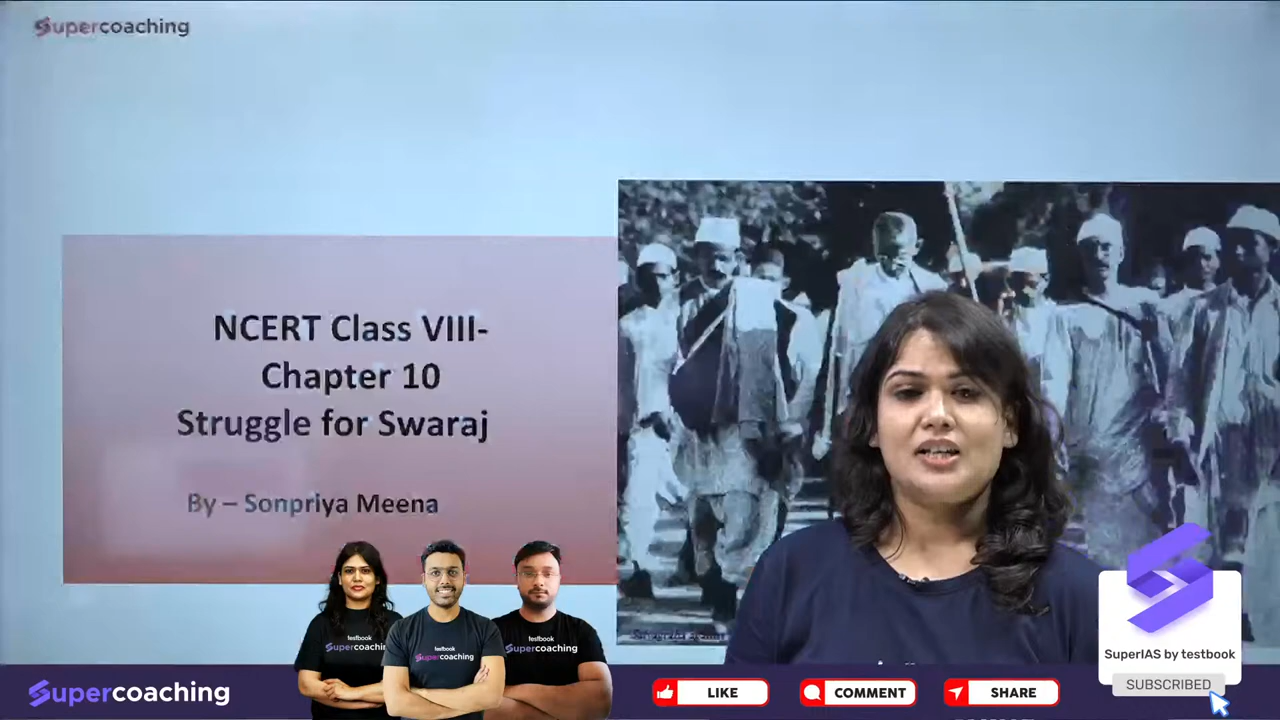 Supercoaching
NCERT Class VIII-
Chapter 10
Struggle for Swaraj
By – Sonpriya Meena
testbook
Supercoaching
testbook
Supercoaching
testbook
Supercoaching
SuperIAS by testbook
SUBSCRIBED
Supercoaching
LIKE
COMMENT
SHARE